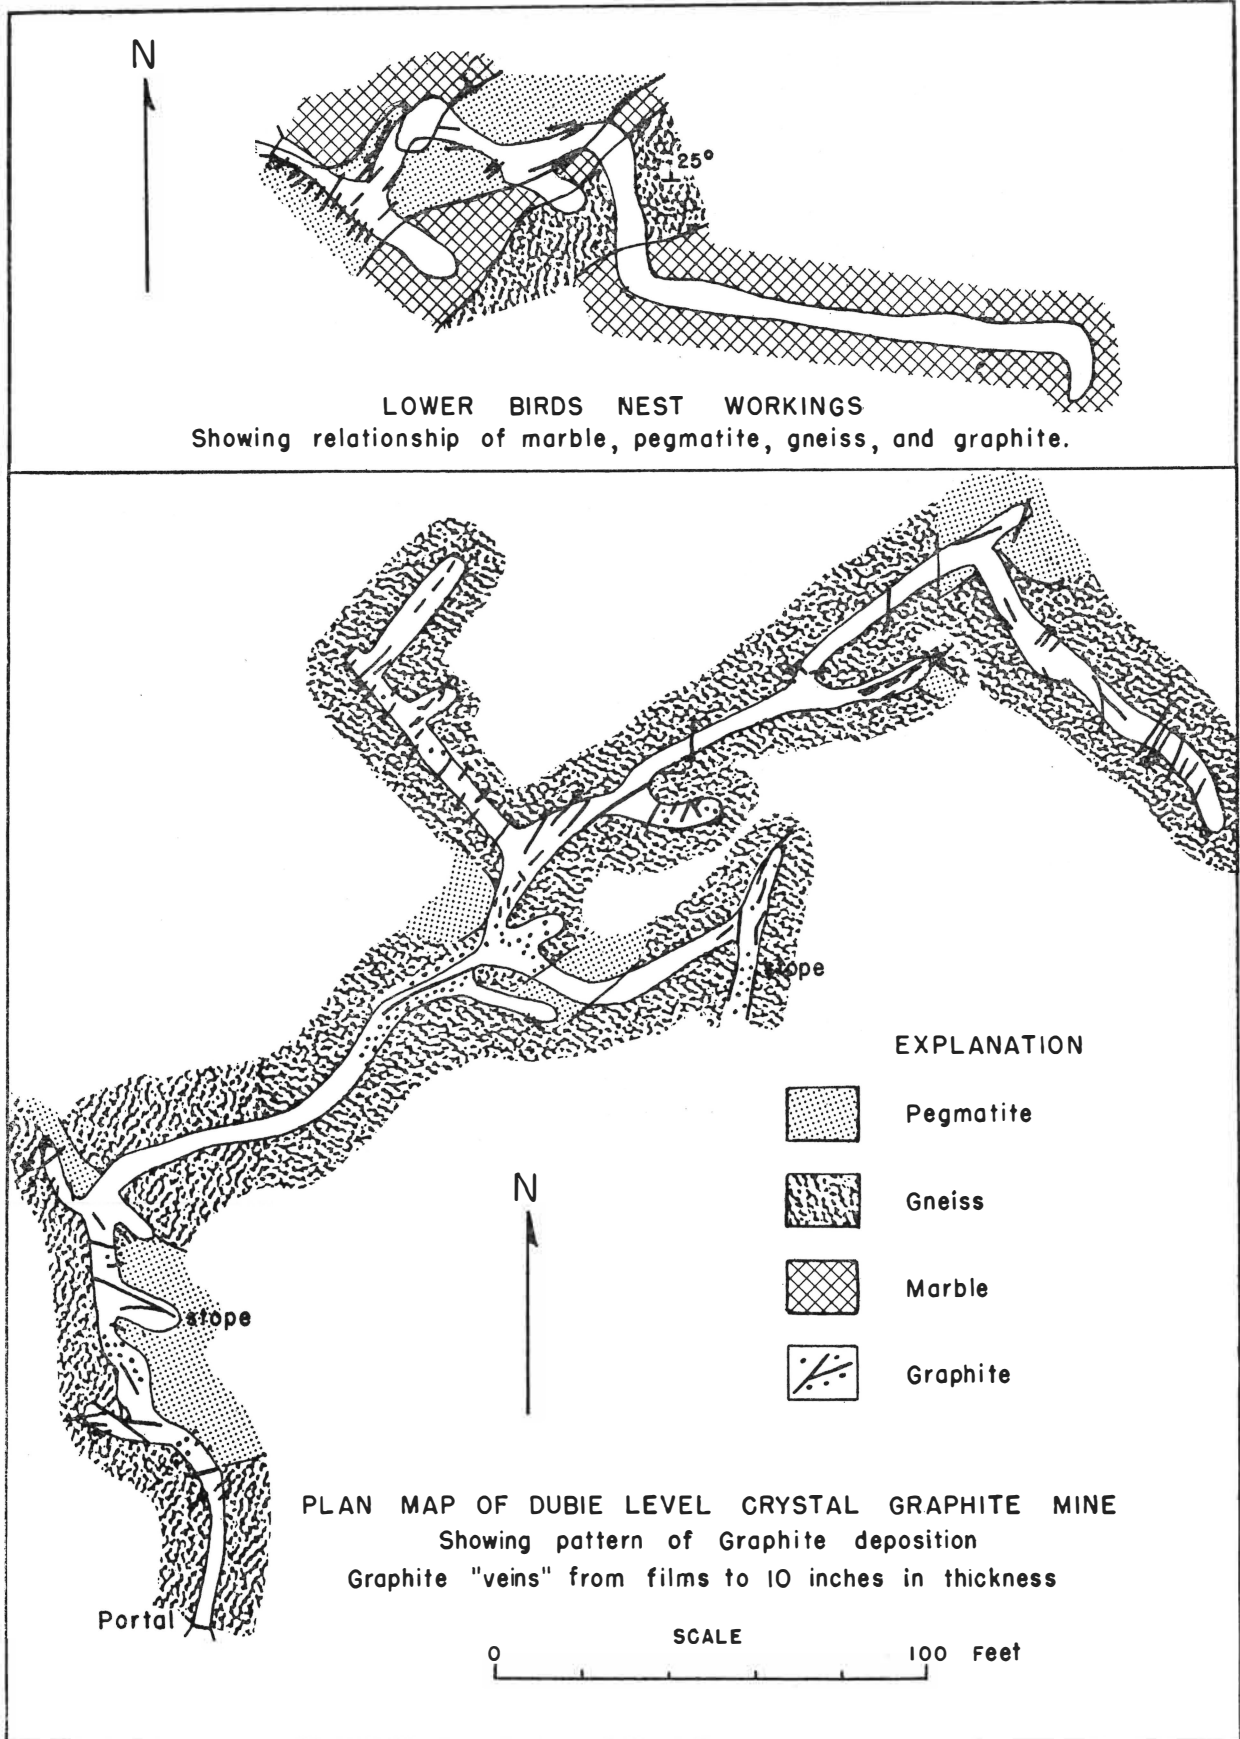 N
25°
LOWER BIRDS NEST WORKINGS
Showing relationship of marble, pegmatite, gneiss, and graphite.
stope
EXPLANATION
Pegmatite
N
Gneiss
Marble
stope
Graphite
PLAN MAP OF DUBIE LEVEL CRYSTAL GRAPHITE MINE
Showing pattern of Graphite deposition
Graphite "veins" from films to 10 inches in thickness
Portal
SCALE
0 100 Feet